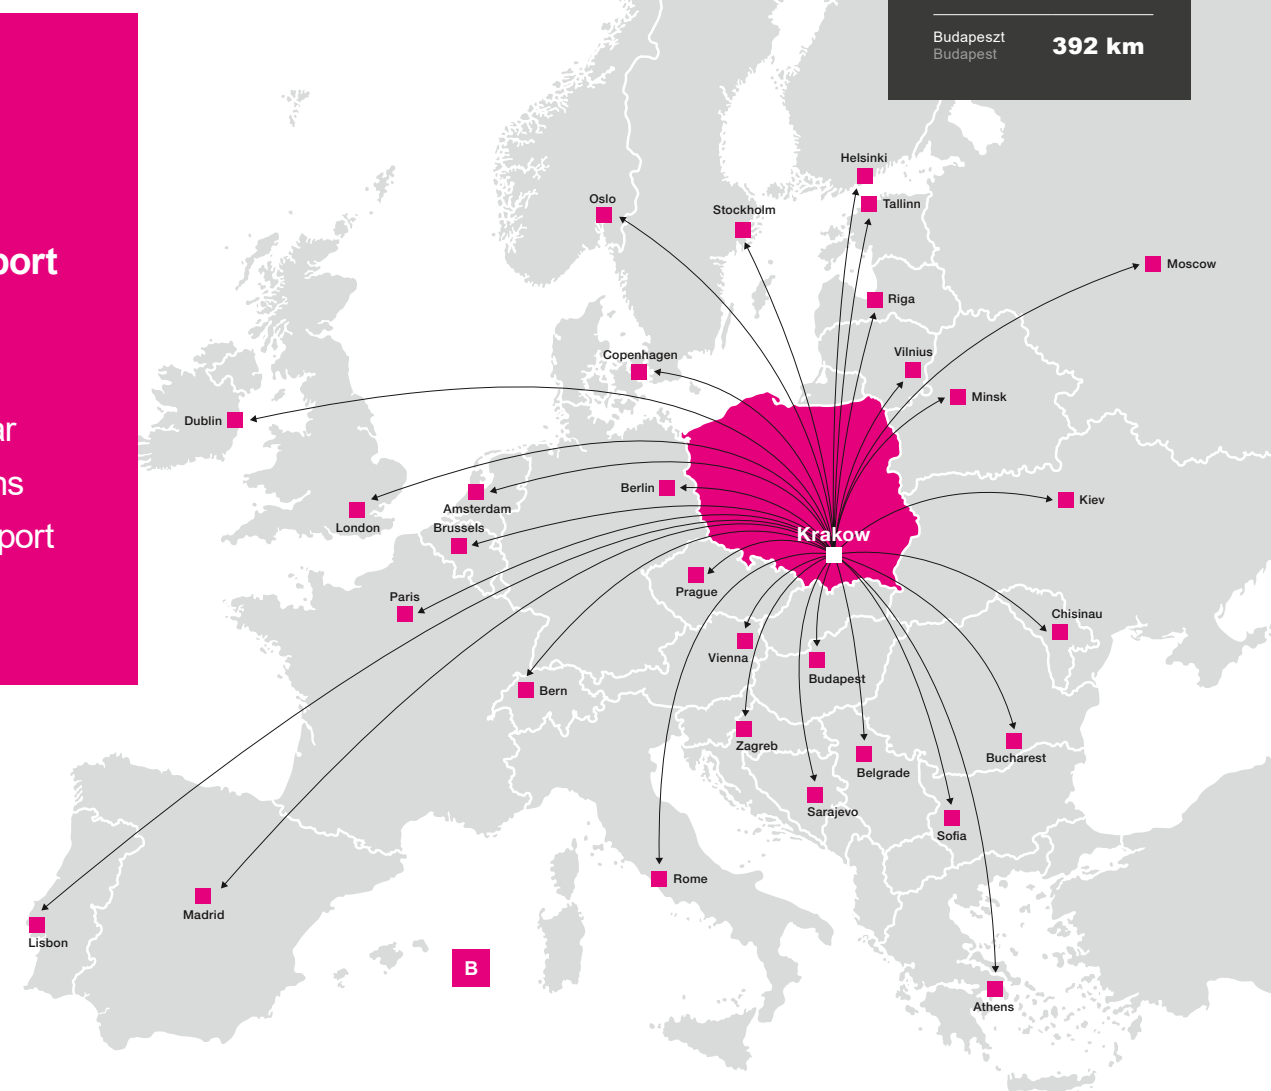 Budapeszt
Budapest
392 km
port
ar
ns
port
Helsinki
Tallinn
Oslo
Stockholm
Moscow
Riga
Vilnius
Copenhagen
Minsk
Dublin
Berlin
Amsterdam
Kiev
London
Brussels
Krakow
Prague
Paris
Chisinau
Vienna
Budapest
Bern
Zagreb
Bucharest
Belgrade
Sarajevo
Sofia
Rome
Madrid
Lisbon
B
Athens